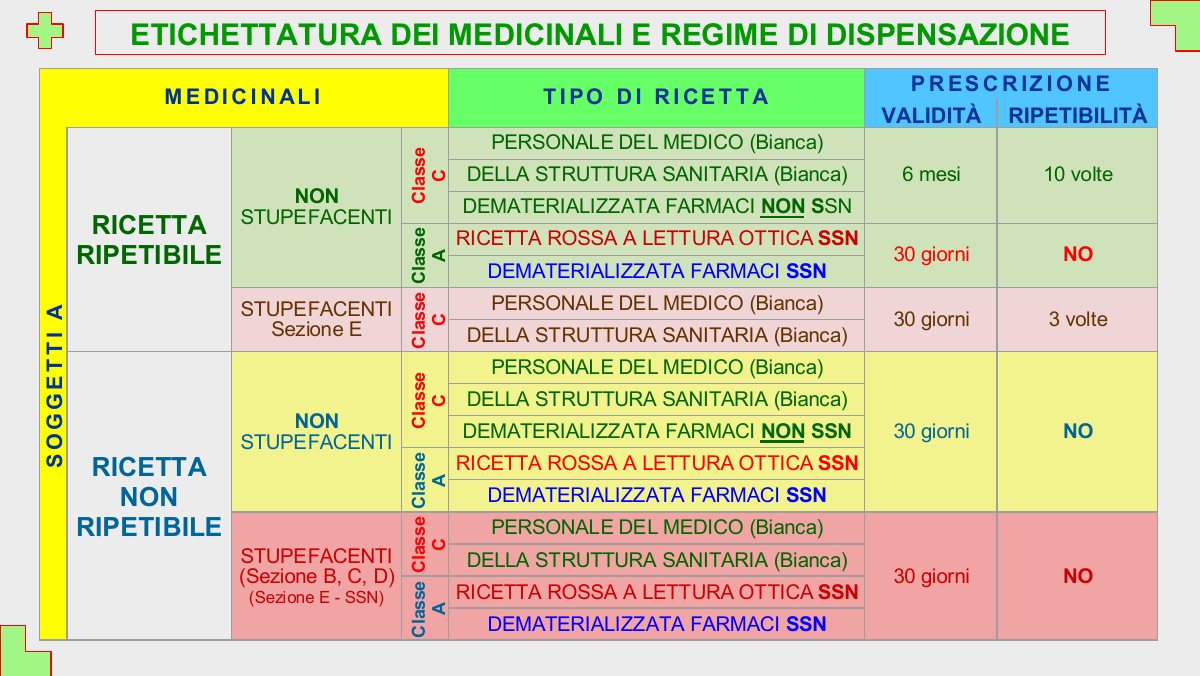 ETICHETTATURA DEI MEDICINALI E REGIME DI DISPENSAZIONE
MEDICINALI
TIPO DI RICETTA
PRESCRIZIONE
VALIDITÀ
RIPETIBILITÀ
SOGGETTI A
RICETTA
RIPETIBILE
NON
STUPEFACENTI
Classe
C
PERSONALE DEL MEDICO (Bianca)
DELLA STRUTTURA SANITARIA (Bianca)
DEMATERIALIZZATA FARMACI NON SSN
6 mesi
10 volte
Classe
A
RICETTA ROSSA A LETTURA OTTICA SSN
DEMATERIALIZZATA FARMACI SSN
30 giorni
NO
STUPEFACENTI
Sezione E
Classe
C
PERSONALE DEL MEDICO (Bianca)
DELLA STRUTTURA SANITARIA (Bianca)
30 giorni
3 volte
RICETTA
NON
RIPETIBILE
NON
STUPEFACENTI
Classe
C
PERSONALE DEL MEDICO (Bianca)
DELLA STRUTTURA SANITARIA (Bianca)
DEMATERIALIZZATA FARMACI NON SSN
Classe
A
RICETTA ROSSA A LETTURA OTTICA SSN
DEMATERIALIZZATA FARMACI SSN
30 giorni
NO
STUPEFACENTI
(Sezione B, C, D)
(Sezione E - SSN)
Classe
C
PERSONALE DEL MEDICO (Bianca)
DELLA STRUTTURA SANITARIA (Bianca)
Classe
A
RICETTA ROSSA A LETTURA OTTICA SSN
DEMATERIALIZZATA FARMACI SSN
30 giorni
NO